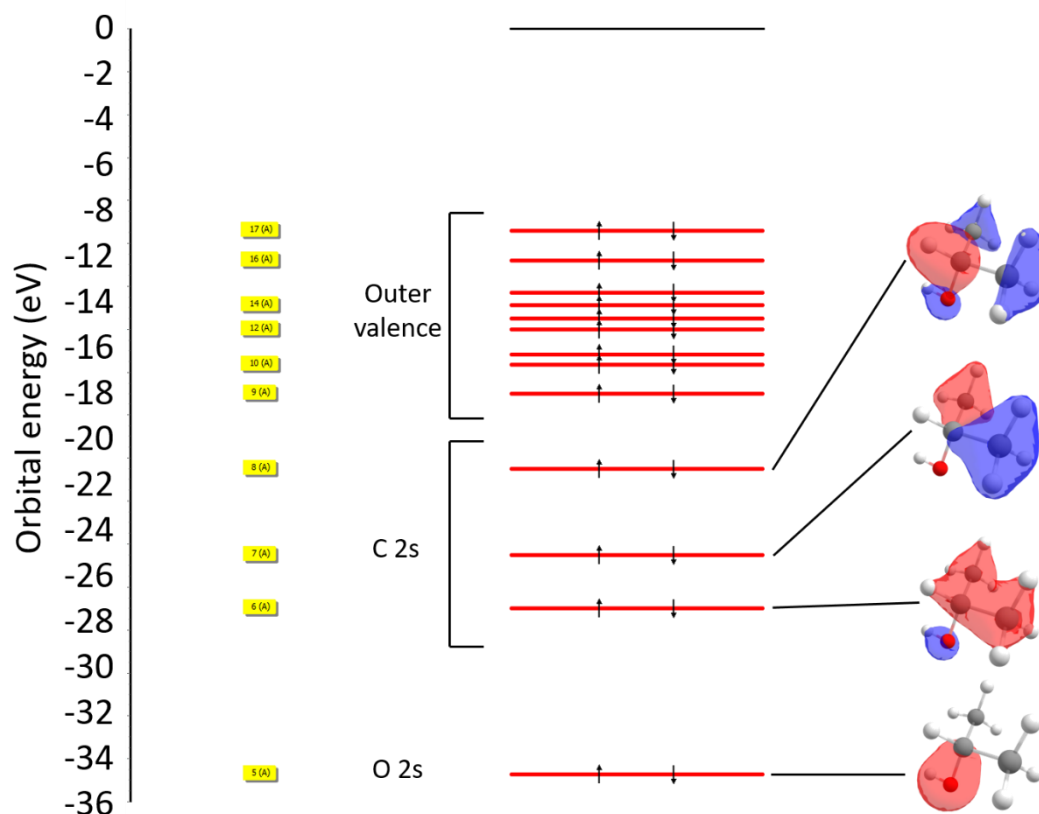 Orbital energy (eV)
0
-2
-4
-6
-8
-12
-14
-16
-18
-20
-22
-24
-26
-28
-30
-32
-34
-36
17 (A)
16 (A)
14 (A)
12 (A)
10 (A)
9 (A)
8 (A)
7 (A)
6 (A)
5 (A)
Outer
valence
C 2s
O 2s